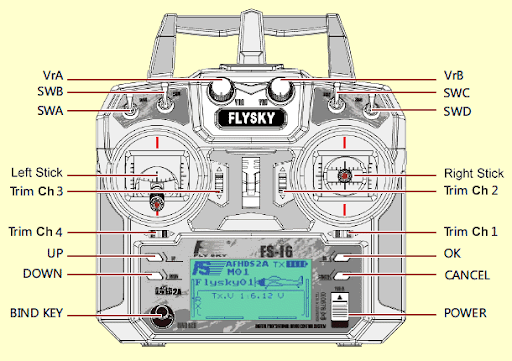 VrA
VrB
SWB
SWC
SWA
SWD
FLYSKY
Left Stick
Right Stick
Trim Ch 3
Trim Ch 2
Trim Ch 4
Trim Ch 1
UP
OK
DOWN
CANCEL
BIND KEY
POWER
FLYSKY
FS-i6
AFHDS2A TX
M01
Flysky01
Tx.V 1:6.12 V